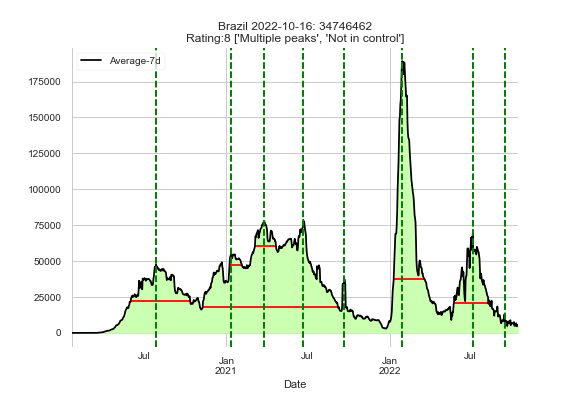 Brazil 2022-10-16: 34746462
Rating:8 ['Multiple peaks', 'Not in control']
Average-7d
175000
150000
125000
100000
75000
50000
25000
0
Jul
Jan
2021
Jul
Jan
2022
Jul
Date